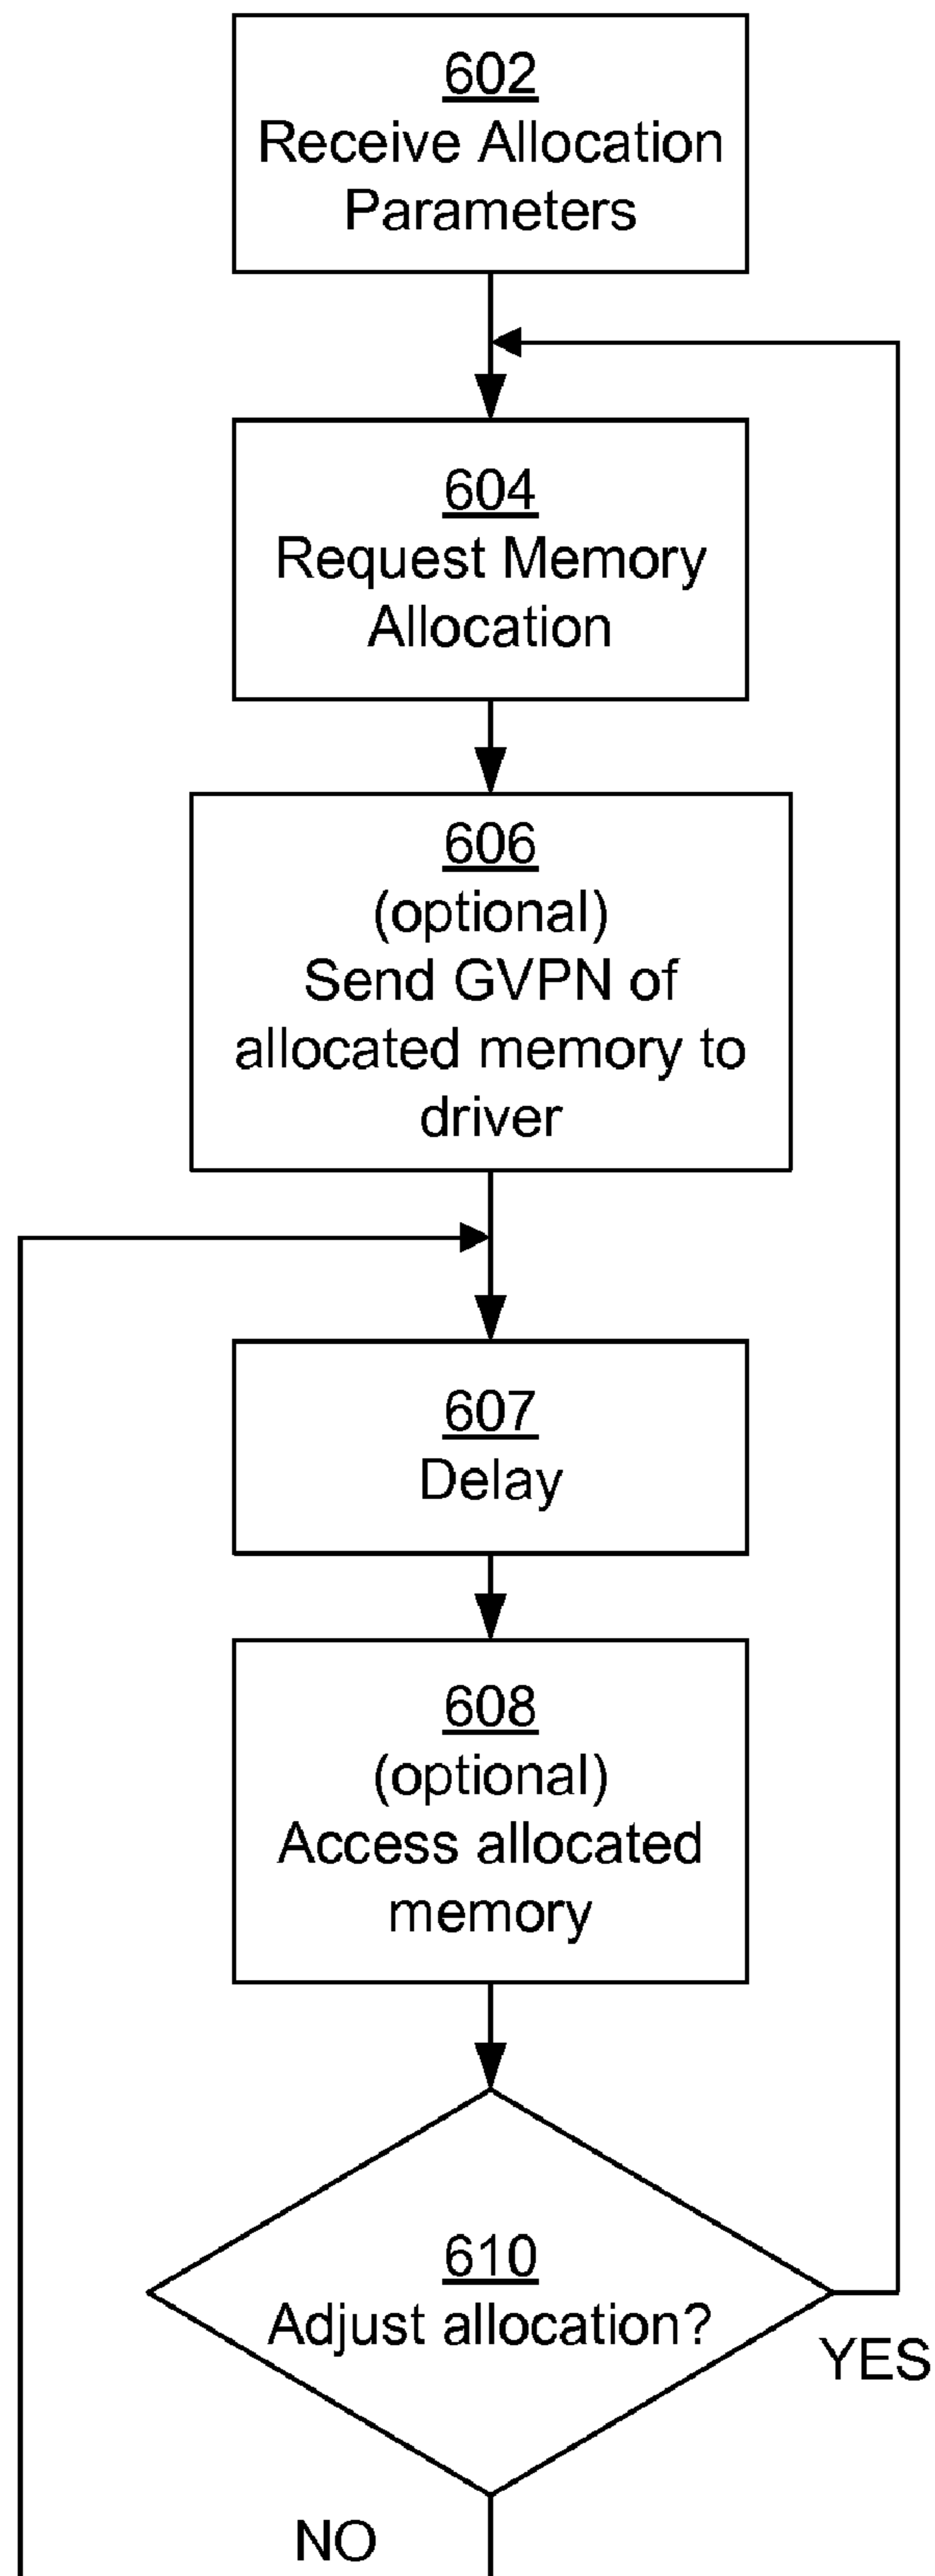 602
Receive Allocation
Parameters
604
Request Memory
Allocation
606
(optional)
Send GVPN of
allocated memory to
driver
607
Delay
608
(optional)
Access allocated
memory
610
Adjust allocation?
YES
NO